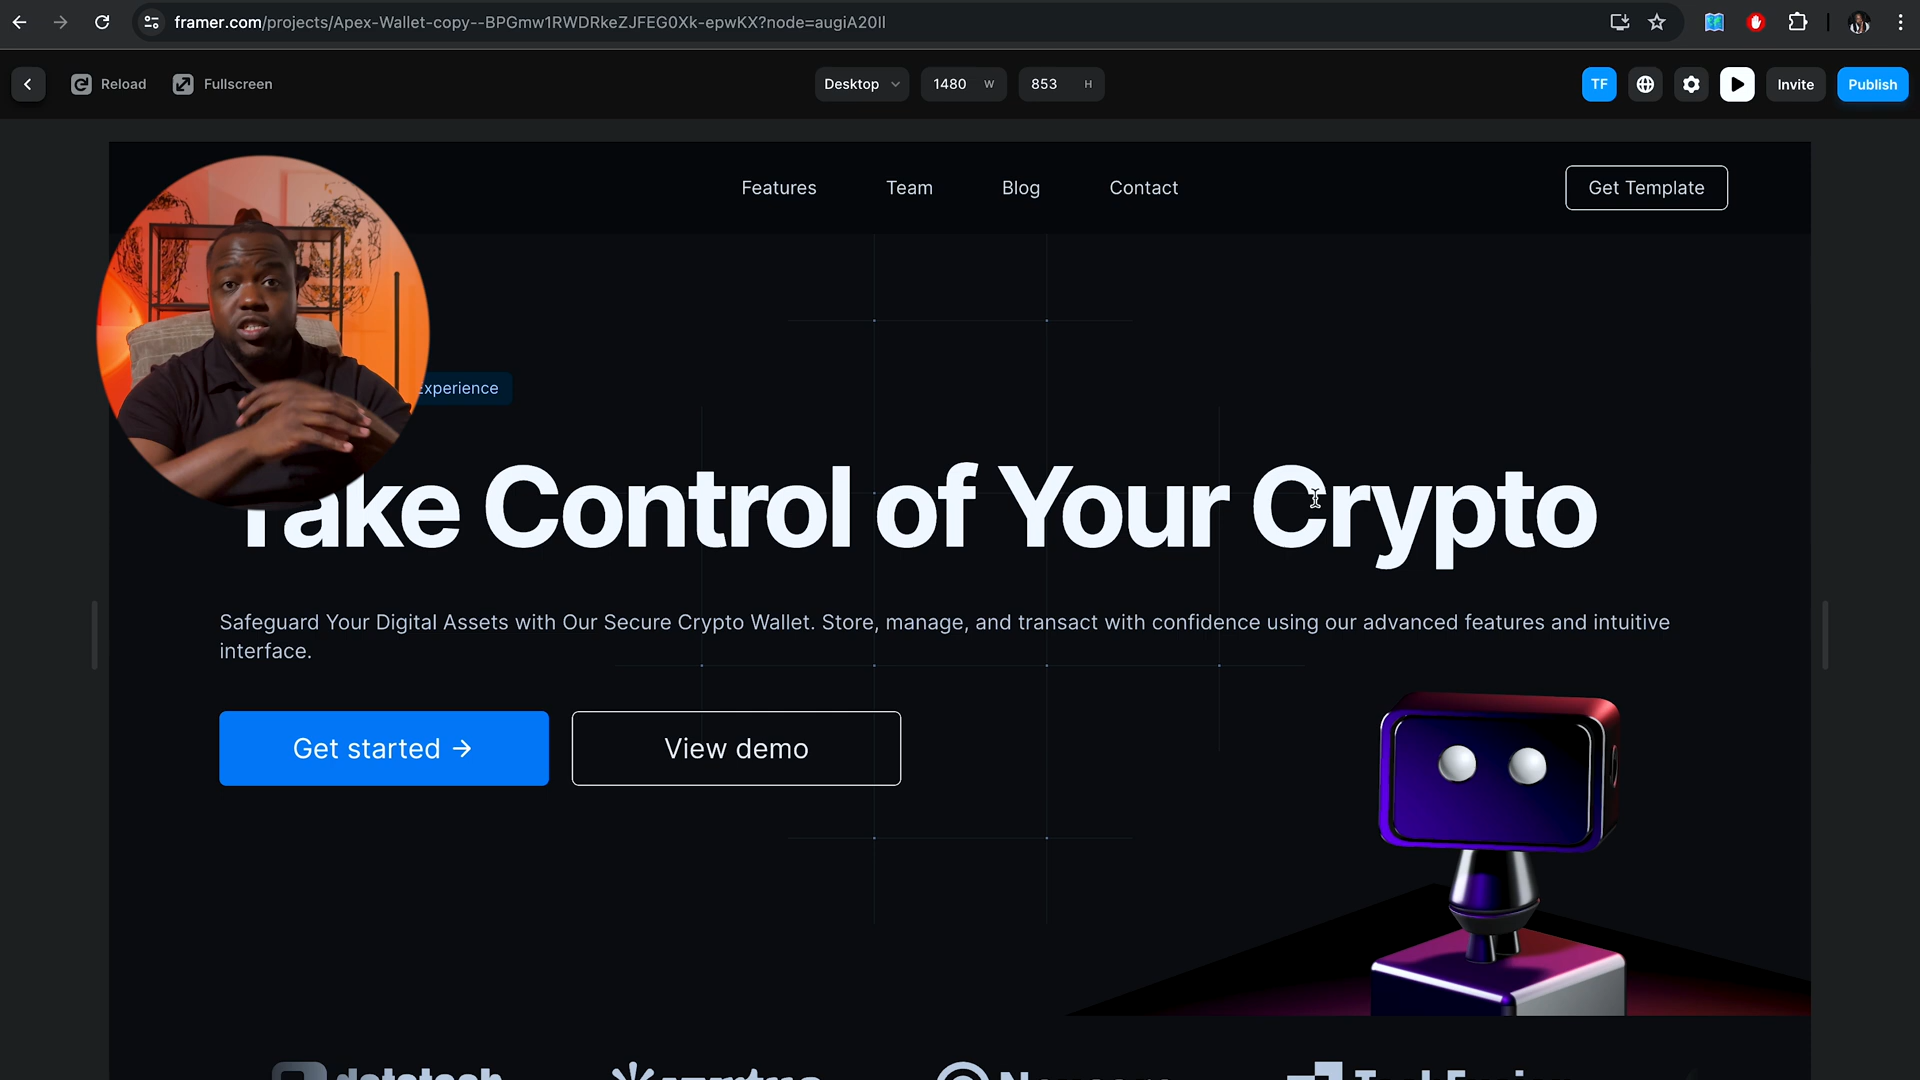 framer.com/projects/Apex-Wallet-copy--BPGmw1RWDRkeZJFEG0Xk-epwKX?node=augiA20Il
Reload
Fullscreen
Desktop
1480 W
853 H
TF
Invite
Publish
Features
Team
Blog
Contact
Get Template
Experience
Take Control of Your Crypto
Safeguard Your Digital Assets with Our Secure Crypto Wallet. Store, manage, and transact with confidence using our advanced features and intuitive
interface.
Get started →
View demo